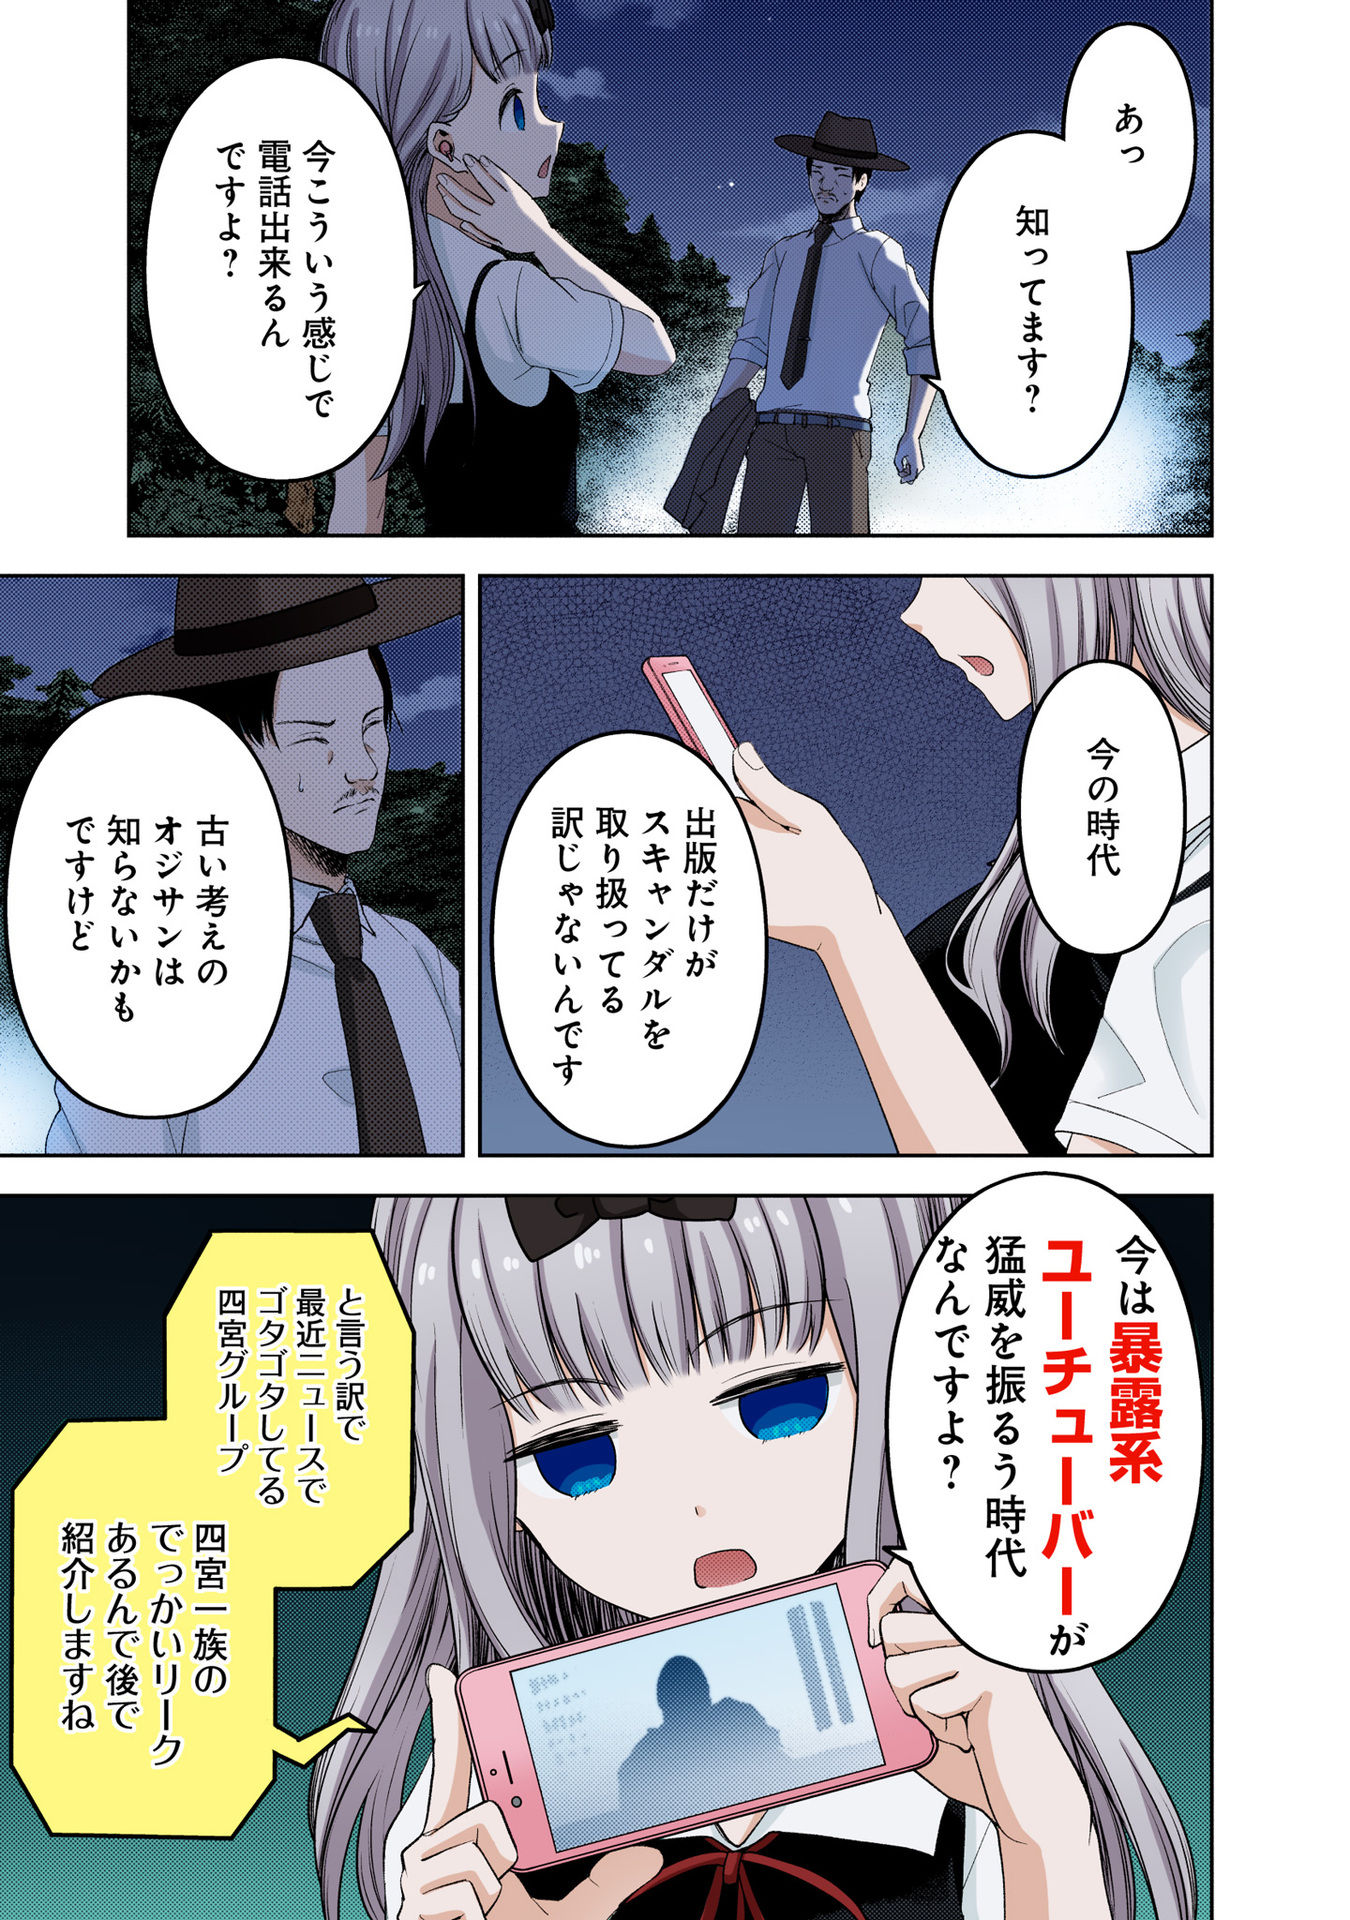 あっ
知ってます？
今こういう感じで
電話出来るん
ですよ？
今の時代
出版だけが
スキャンダルを
取り扱ってる
訳じゃないんです
古い考えの
オジサンは
知らないかも
ですけど
今は暴露系
ユーチューバーが
猛威を振るう時代
なんですよ？
と言う訳で
最近ニュースで
ゴタゴタしてる
四宮グループ
四宮一族の
でっかいリーク
あるんで後で
紹介しますね